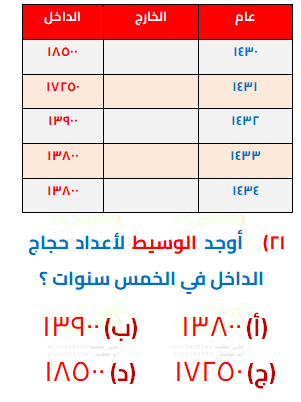 عام الخارج الداخل
١٤٣٠ ١٨٥٠٠
١٤٣١ ١٧٢٥٠
١٤٣٢ ١٣٩٠٠
١٤٣٣ ١٣٨٠٠
١٤٣٤ ١٣٨٠٠
٢١) أوجد الوسيط لأعداد حجاج
الداخل في الخمس سنوات ؟
(أ) ١٣٨٠٠ (ب) ١٣٩٠٠
(ج) ١٧٢٥٠ (د) ١٨٥٠٠